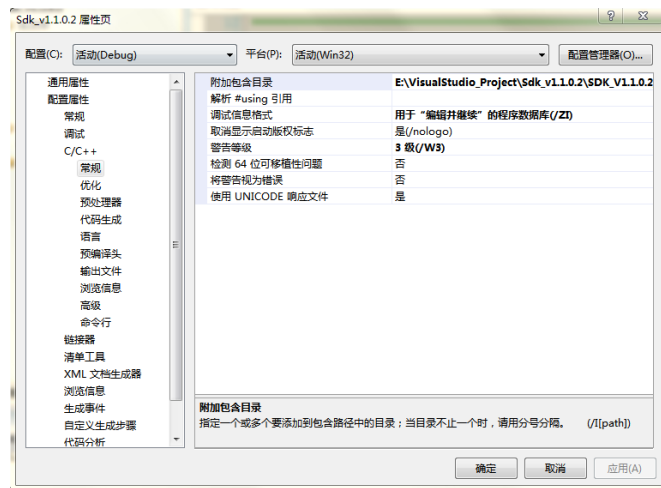 Sdk_v1.1.0.2 属性页
配置(C): 活动(Debug) 平台(P): 活动(Win32) 配置管理器(O)...
通用属性
配置属性
常规
调试
C/C++
常规
优化
预处理器
代码生成
语言
预编译头
输出文件
浏览信息
高级
命令行
链接器
清单工具
XML 文档生成器
浏览信息
生成事件
自定义生成步骤
代码分析
附加包含目录 E:\VisualStudio_Project\Sdk_v1.1.0.2\SDK_V1.1.0.2
解析 #using 引用
调试信息格式 用于“编辑并继续”的程序数据库(/ZI)
取消显示启动版权标志 是(/nologo)
警告等级 3 级(/W3)
检测 64 位可移植性问题 否
将警告视为错误 否
使用 UNICODE 响应文件 是
附加包含目录
指定一个或多个要添加到包含路径中的目录；当目录不止一个时，请用分号分隔。 (/I[path])
确定 取消 应用(A)